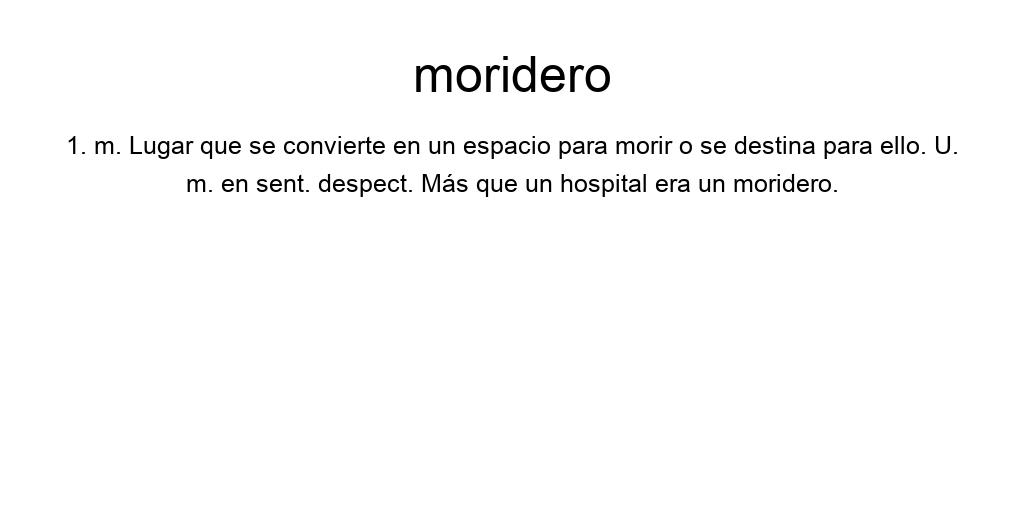 moridero
1. m. Lugar que se convierte en un espacio para morir o se destina para ello. U.
m. en sent. despect. Más que un hospital era un moridero.